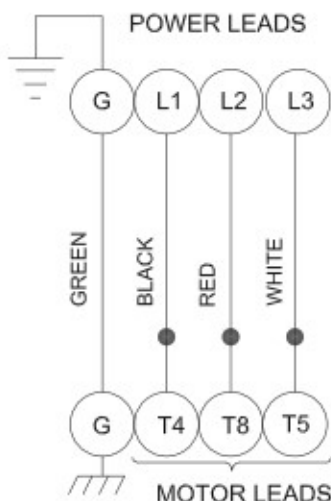 POWER LEADS
G L1 L2 L3
GREEN
BLACK
RED
WHITE
G T4 T8 T5
MOTOR LEADS